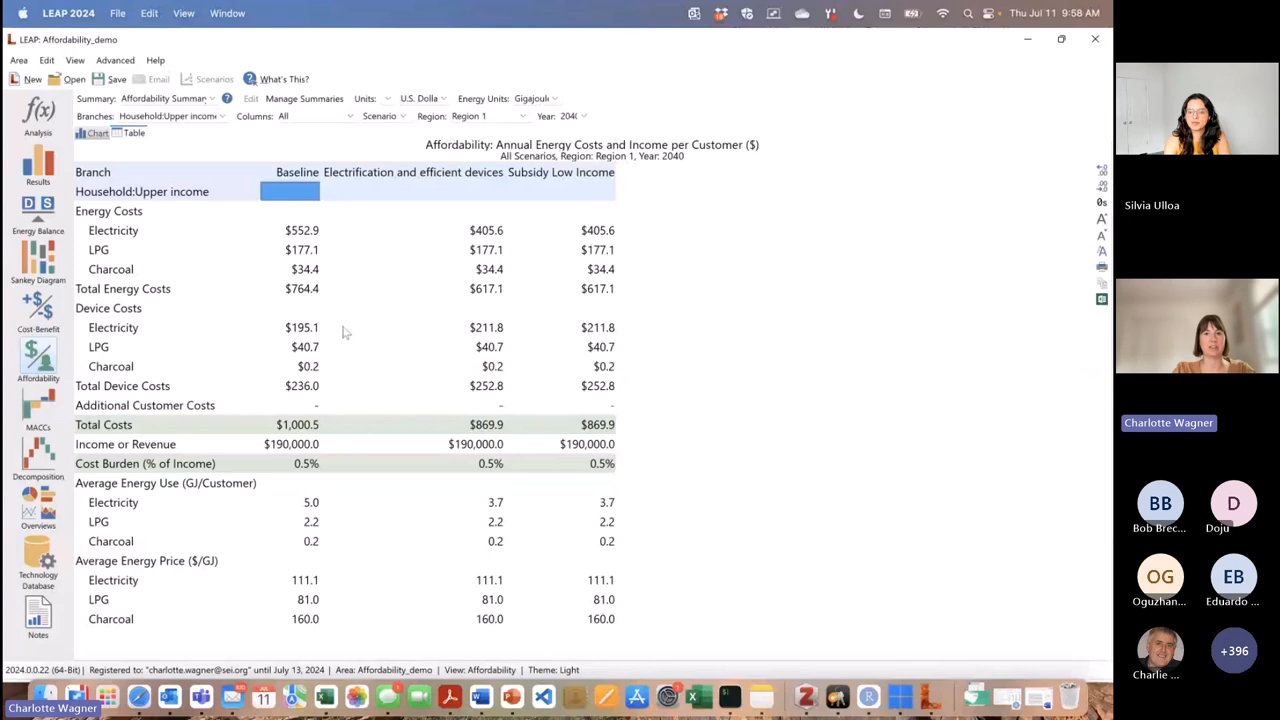 LEAP 2024 File Edit View Window Thu Jul 11 9:58 AM
LEAP: Affordability_demo
Area Edit View Advanced Help
New Open Save Email Scenarios What's This?
Summary: Affordability Summar Edit Manage Summaries Units: U.S. Dolla Energy Units: Gigajoul
Branches: Household:Upper incom Columns: All Scenario Region: Region 1 Year: 204
Chart Table
Affordability: Annual Energy Costs and Income per Customer ($)
All Scenarios, Region: Region 1, Year: 2040
Branch Baseline Electrification and efficient devices Subsidy Low Income
Household:Upper income
Energy Costs
Electricity $552.9 $405.6 $405.6
LPG $177.1 $177.1 $177.1
Charcoal $34.4 $34.4 $34.4
Total Energy Costs $764.4 $617.1 $617.1
Device Costs
Electricity $195.1 $211.8 $211.8
LPG $40.7 $40.7 $40.7
Charcoal $0.2 $0.2 $0.2
Total Device Costs $236.0 $252.8 $252.8
Additional Customer Costs - - -
Total Costs $1,000.5 $869.9 $869.9
Income or Revenue $190,000.0 $190,000.0 $190,000.0
Cost Burden (% of Income) 0.5% 0.5% 0.5%
Average Energy Use (GJ/Customer)
Electricity 5.0 3.7 3.7
LPG 2.2 2.2 2.2
Charcoal 0.2 0.2 0.2
Average Energy Price ($/GJ)
Electricity 111.1 111.1 111.1
LPG 81.0 81.0 81.0
Charcoal 160.0 160.0 160.0
f(x)
Analysis
Results
D S
Energy Balance
Sankey Diagram
+$/$
Cost-Benefit
Affordability
MACCs
Decomposition
Overviews
Technology
Database
Notes
2024.0.0.22 (64-Bit) Registered to: "charlotte.wagner@sei.org" until July 13, 2024 Area: Affordability_demo View: Affordability Theme: Light
Charlotte Wagner
Silvia Ulloa
Charlotte Wagner
BB D
Bob Brec... Doju
OG EB
Oguzhan... Eduardo ...
+396
Charlie ...